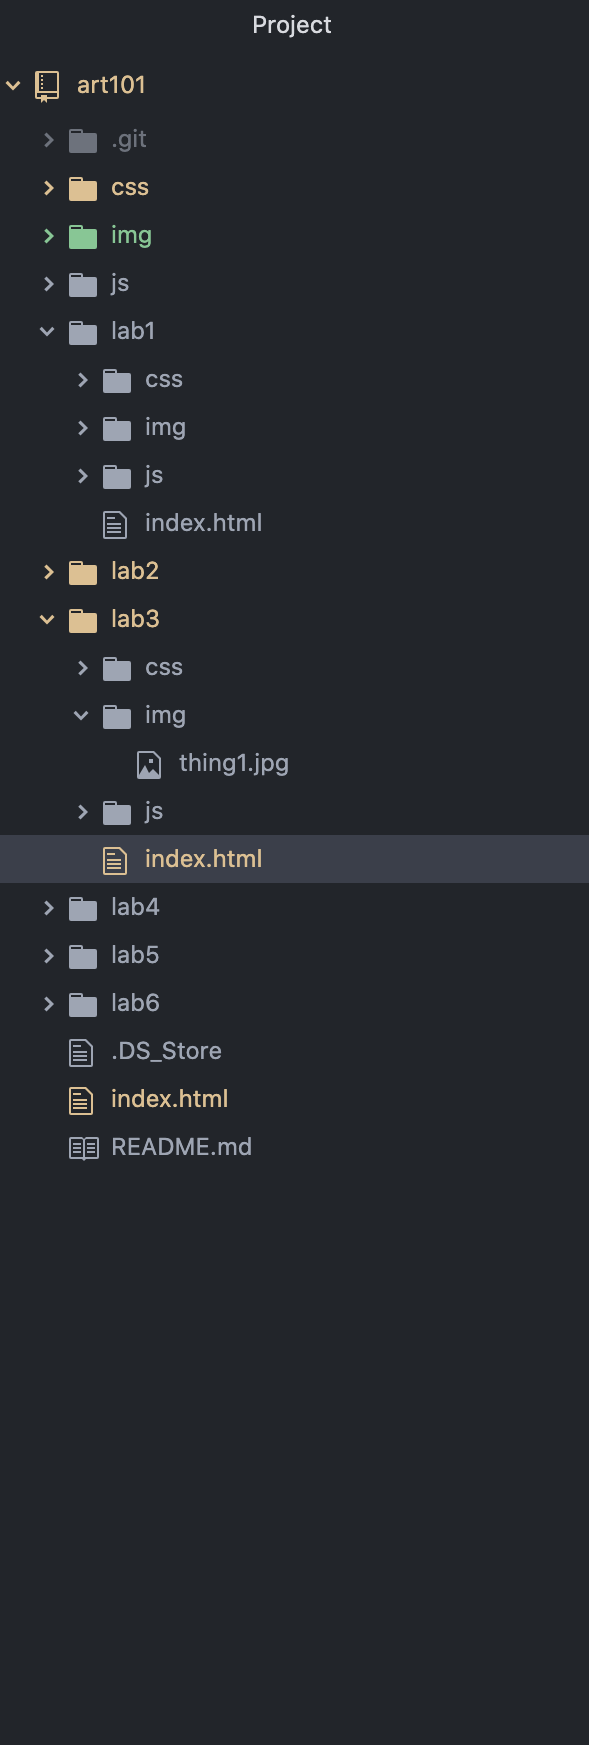 Project
art101
.git
css
img
js
lab1
css
img
js
index.html
lab2
lab3
css
img
thing1.jpg
js
index.html
lab4
lab5
lab6
.DS_Store
index.html
README.md